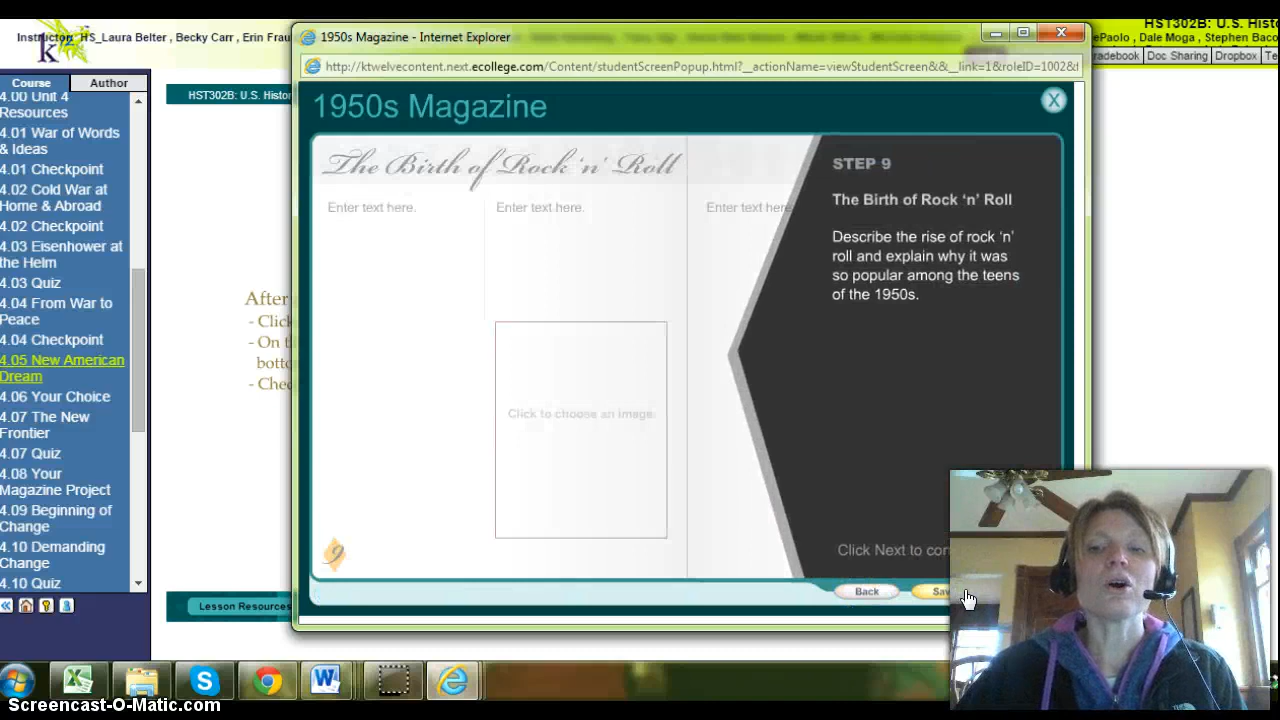 Instructor: HS_Laura Belter , Becky Carr , Erin Frau
HST302B: U.S. Histo
ePaolo , Dale Moga , Stephen Baco
radebook Doc Sharing Dropbox Te
Course Author
4.00 Unit 4
Resources
4.01 War of Words
& Ideas
4.01 Checkpoint
4.02 Cold War at
Home & Abroad
4.02 Checkpoint
4.03 Eisenhower at
the Helm
4.03 Quiz
4.04 From War to
Peace
4.04 Checkpoint
4.05 New American
Dream
4.06 Your Choice
4.07 The New
Frontier
4.07 Quiz
4.08 Your
Magazine Project
4.09 Beginning of
Change
4.10 Demanding
Change
4.10 Quiz
HST302B: U.S. Histor
After
- Click
- On t
botto
- Chec
Lesson Resources
1950s Magazine - Internet Explorer
http://ktwelvecontent.next.ecollege.com/Content/studentScreenPopup.html?__actionName=viewStudentScreen&&__link=1&roleID=1002&d
1950s Magazine
X
The Birth of Rock 'n' Roll
Enter text here.
Enter text here.
Enter text here
Click to choose an image.
9
STEP 9
The Birth of Rock ‘n’ Roll
Describe the rise of rock ‘n’
roll and explain why it was
so popular among the teens
of the 1950s.
Click Next to con
Back
Sav
Screencast-O-Matic.com